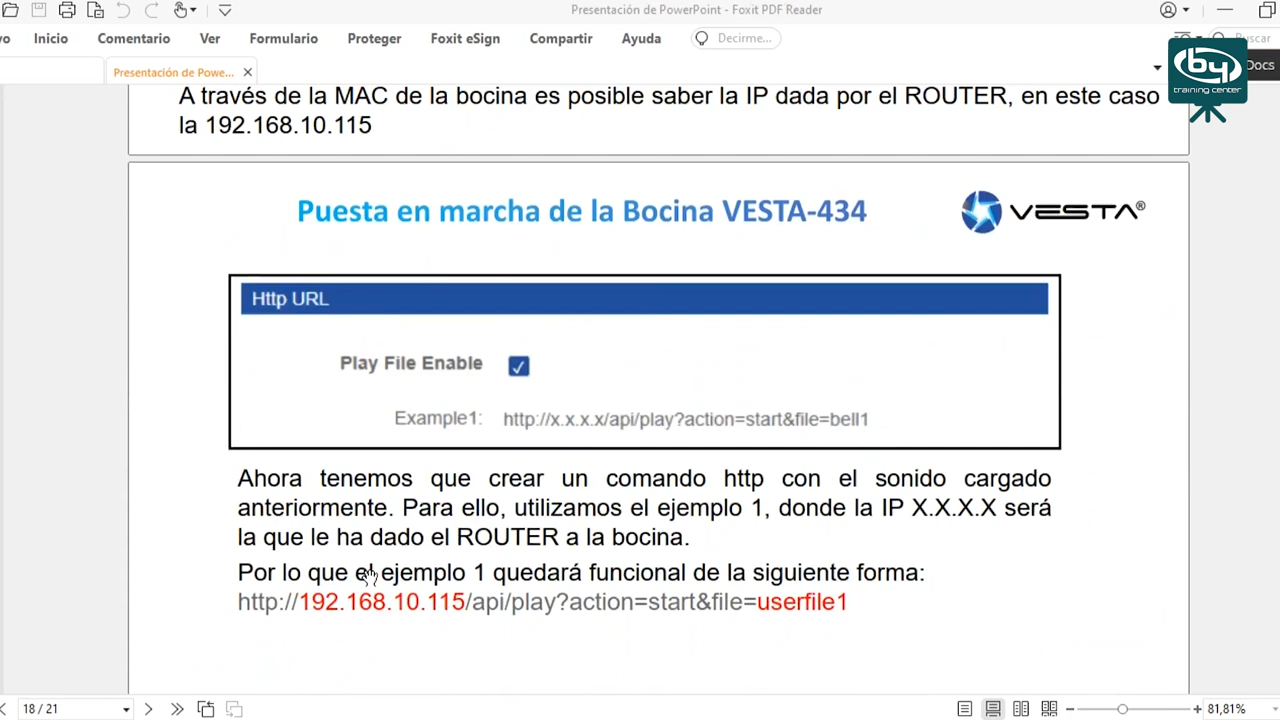 Presentación de PowerPoint - Foxit PDF Reader
vo Inicio Comentario Ver Formulario Proteger Foxit eSign Compartir Ayuda Decirme... Buscar
Presentación de Powe... Docs
by
training center
A través de la MAC de la bocina es posible saber la IP dada por el ROUTER, en este caso
la 192.168.10.115
Puesta en marcha de la Bocina VESTA-434
VESTA®
Http URL
Play File Enable
Example1: http://x.x.x.x/api/play?action=start&file=bell1
Ahora tenemos que crear un comando http con el sonido cargado
anteriormente. Para ello, utilizamos el ejemplo 1, donde la IP X.X.X.X será
la que le ha dado el ROUTER a la bocina.
Por lo que el ejemplo 1 quedará funcional de la siguiente forma:
http://192.168.10.115/api/play?action=start&file=userfile1
18 / 21
81,81%